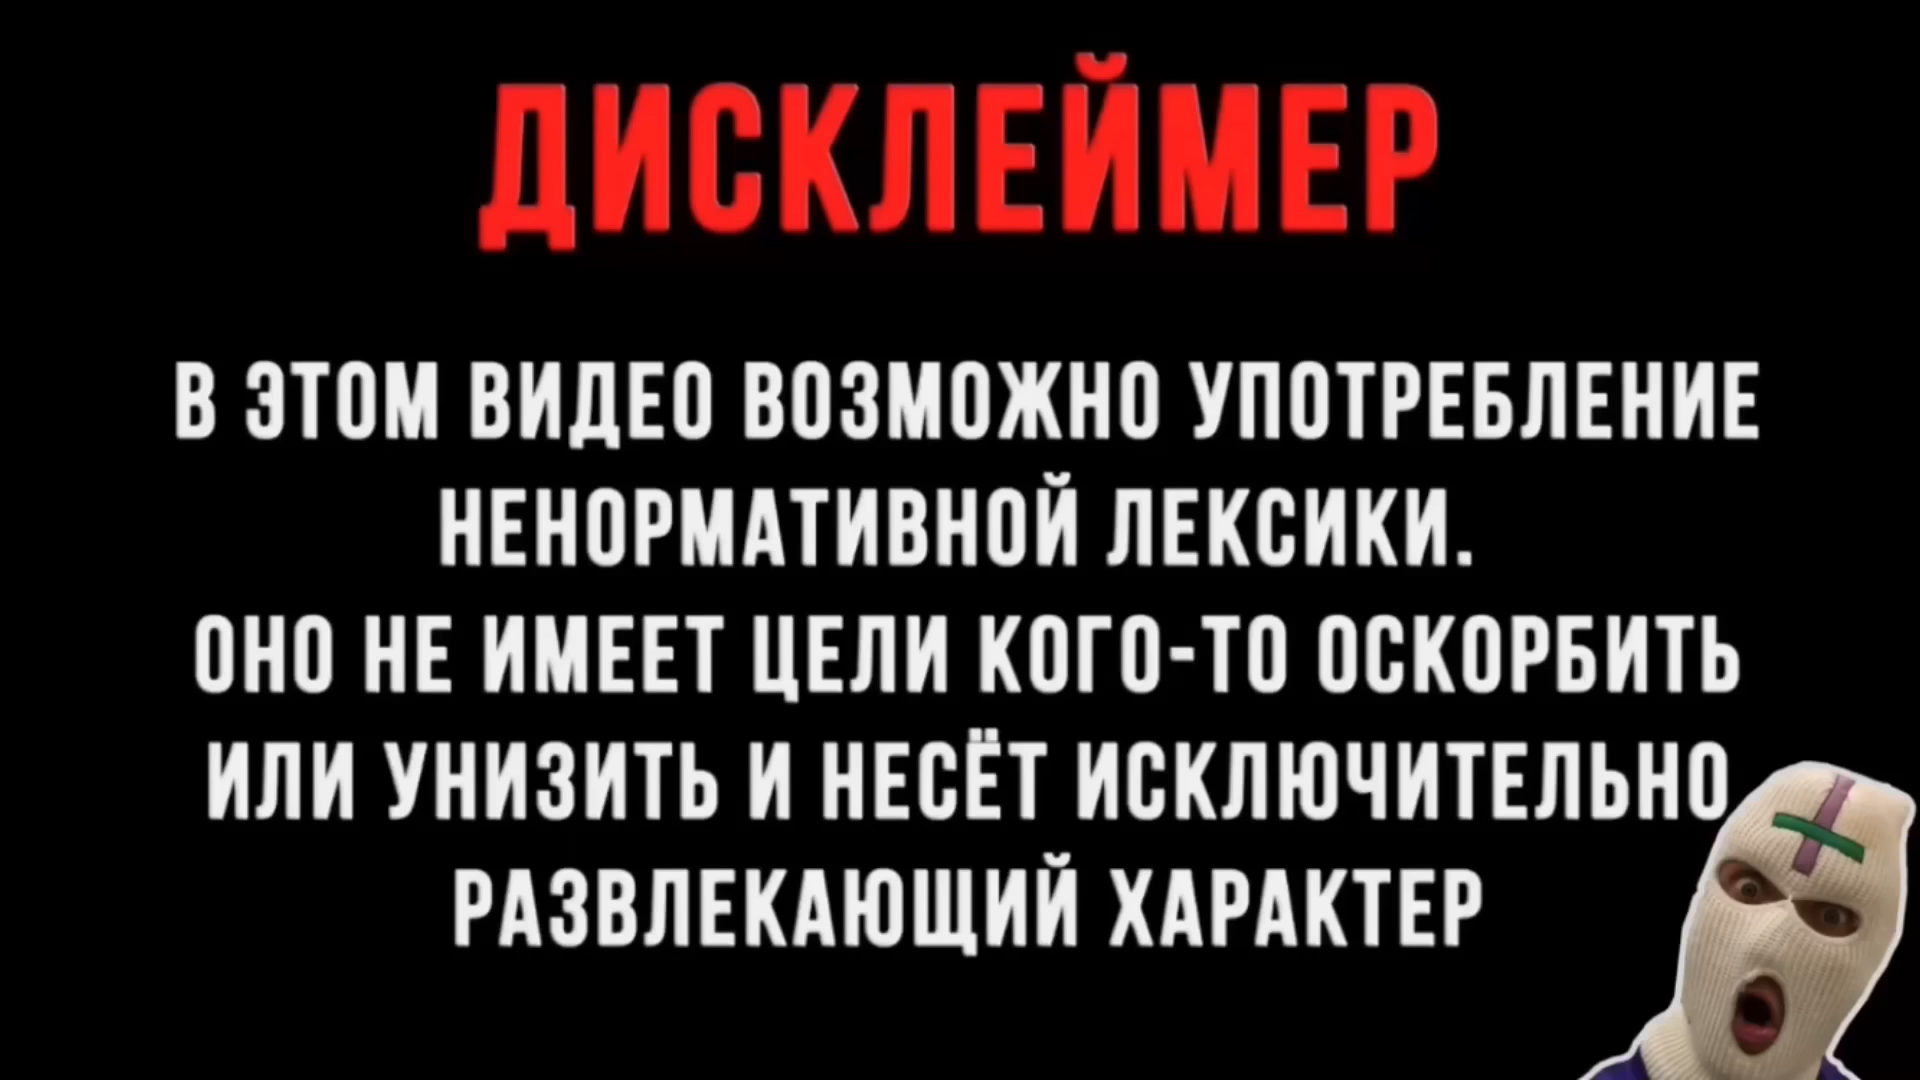 ДИСКЛЕЙМЕР
В ЭТОМ ВИДЕО ВОЗМОЖНО УПОТРЕБЛЕНИЕ
НЕНОРМАТИВНОЙ ЛЕКСИКИ.
ОНО НЕ ИМЕЕТ ЦЕЛИ КОГО-ТО ОСКОРБИТЬ
ИЛИ УНИЗИТЬ И НЕСЁТ ИСКЛЮЧИТЕЛЬНО
РАЗВЛЕКАЮЩИЙ ХАРАКТЕР